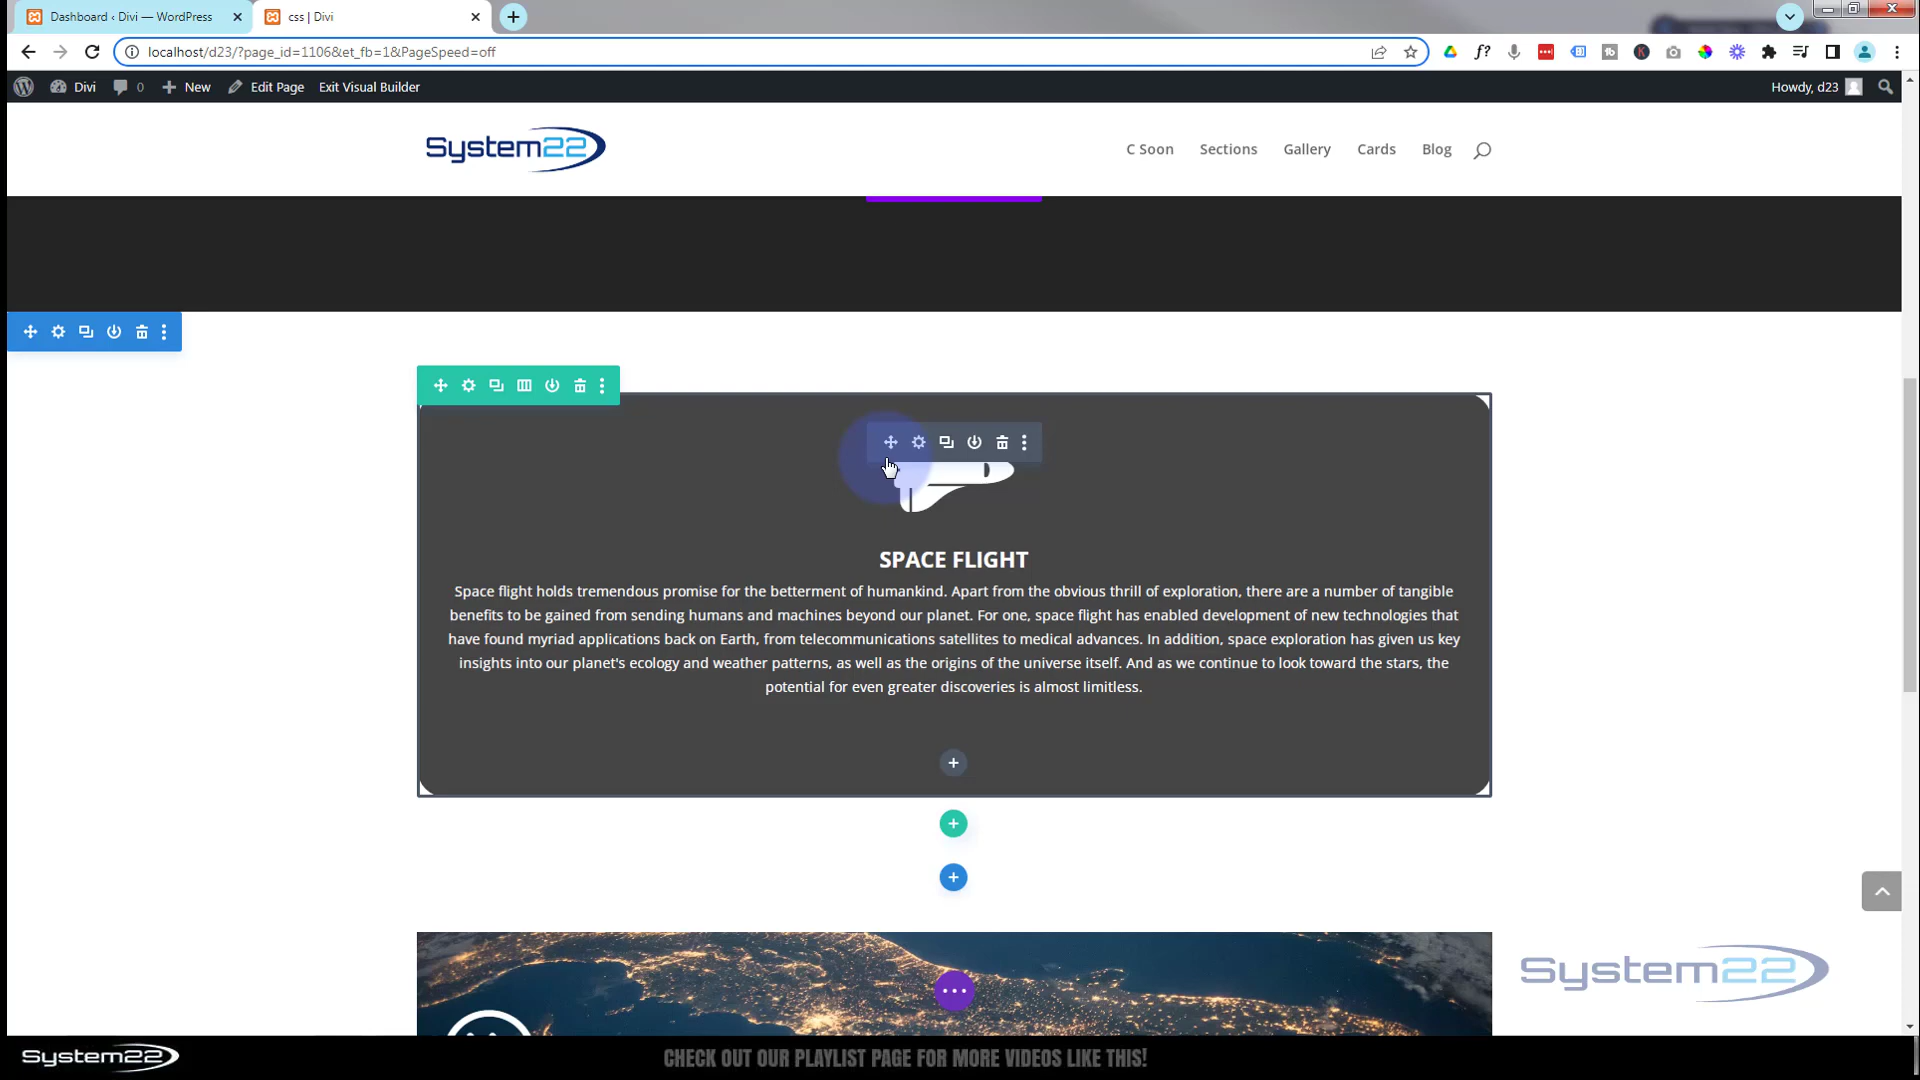 Dashboard ‹ Divi — WordPress
css | Divi
localhost/d23/?page_id=1106&et_fb=1&PageSpeed=off
f?
Divi
0
New
Edit Page
Exit Visual Builder
Howdy, d23
System22
C Soon
Sections
Gallery
Cards
Blog
SPACE FLIGHT
Space flight holds tremendous promise for the betterment of humankind. Apart from the obvious thrill of exploration, there are a number of tangible
benefits to be gained from sending humans and machines beyond our planet. For one, space flight has enabled development of new technologies that
have found myriad applications back on Earth, from telecommunications satellites to medical advances. In addition, space exploration has given us key
insights into our planet's ecology and weather patterns, as well as the origins of the universe itself. And as we continue to look toward the stars, the
potential for even greater discoveries is almost limitless.
System22
System22
CHECK OUT OUR PLAYLIST PAGE FOR MORE VIDEOS LIKE THIS!